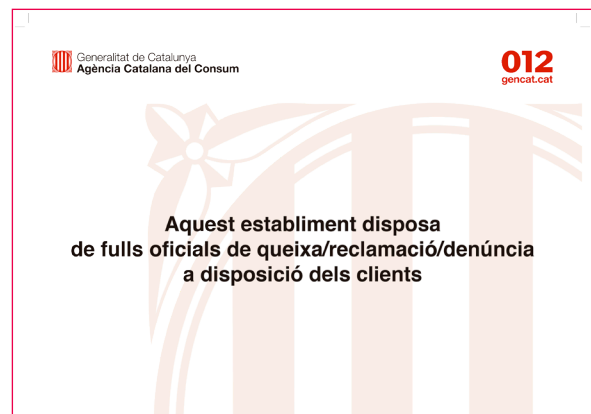 Generalitat de Catalunya
Agència Catalana del Consum
012
gencat.cat
Aquest establiment disposa
de fulls oficials de queixa/reclamació/denúncia
a disposició dels clients